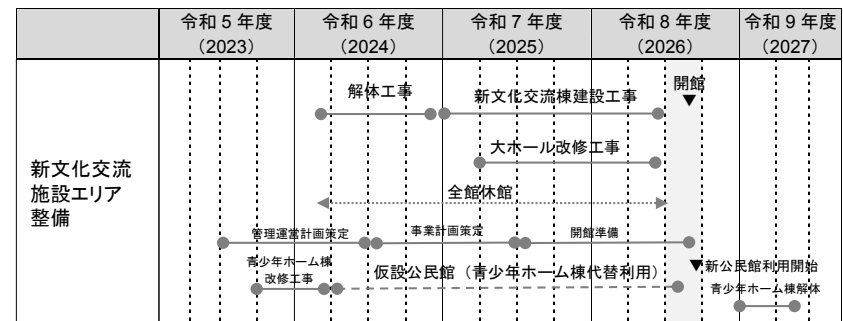 令和５年度 令和６年度 令和７年度 令和８年度 令和９年度
（2023） （2024） （2025） （2026） （2027）
新文化交流
施設エリア
整備
開館
▼
解体工事
新文化交流棟建設工事
大ホール改修工事
全館休館
管理運営計画策定
事業計画策定
開館準備
青少年ホーム棟
改修工事
仮設公民館（青少年ホーム棟代替利用）
▼新公民館利用開始
青少年ホーム棟解体